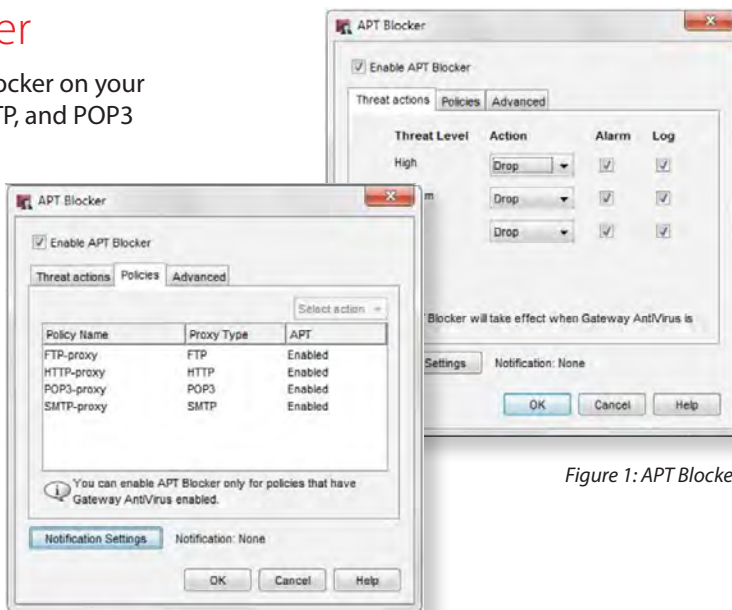 er
ocker on your
TP, and POP3
APT Blocker
Enable APT Blocker
Threat actions Policies Advanced
Threat Level Action Alarm Log
High Drop
m Drop
Drop
Blocker will take effect when Gateway AntiVirus is
Settings Notification: None
OK Cancel Help
Figure 1: APT Blocke
APT Blocker
Enable APT Blocker
Threat actions Policies Advanced
Select action
Policy Name Proxy Type APT
FTP-proxy FTP Enabled
HTTP-proxy HTTP Enabled
POP3-proxy POP3 Enabled
SMTP-proxy SMTP Enabled
You can enable APT Blocker only for policies that have
Gateway AntiVirus enabled.
Notification Settings Notification: None
OK Cancel Help